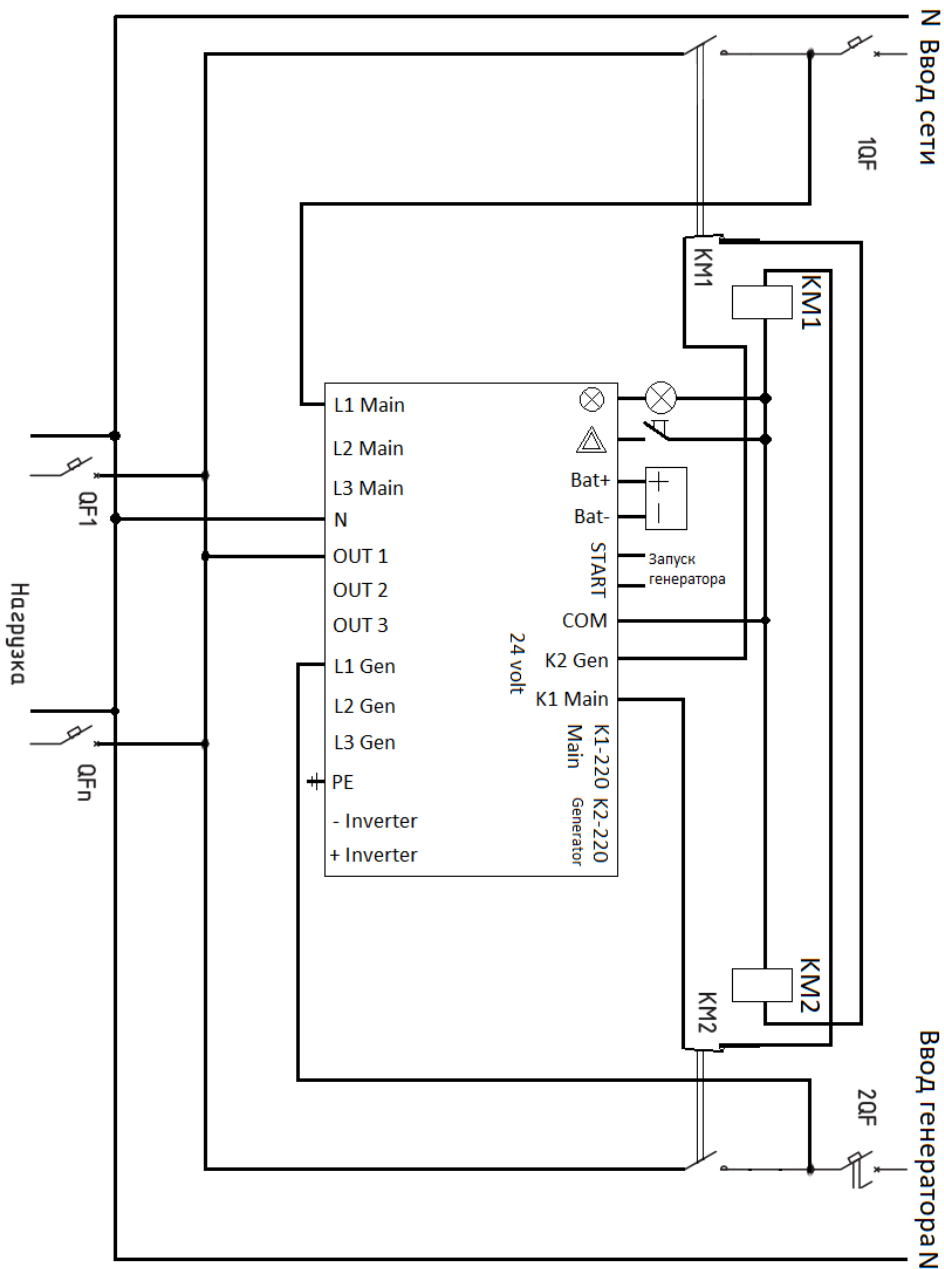 N Ввод сети
1QF
KM1
KM1
L1 Main
L2 Main
L3 Main
N
OUT 1
OUT 2
OUT 3
L1 Gen
L2 Gen
L3 Gen
PE
- Inverter
+ Inverter
Bat+
Bat-
START
COM
K2 Gen
K1 Main
24 volt
K1-220 K2-220
Main Generator
+
-
Запуск
генератора
QF1
Нагрузка
QFn
KM2
KM2
2QF
Ввод генератора N